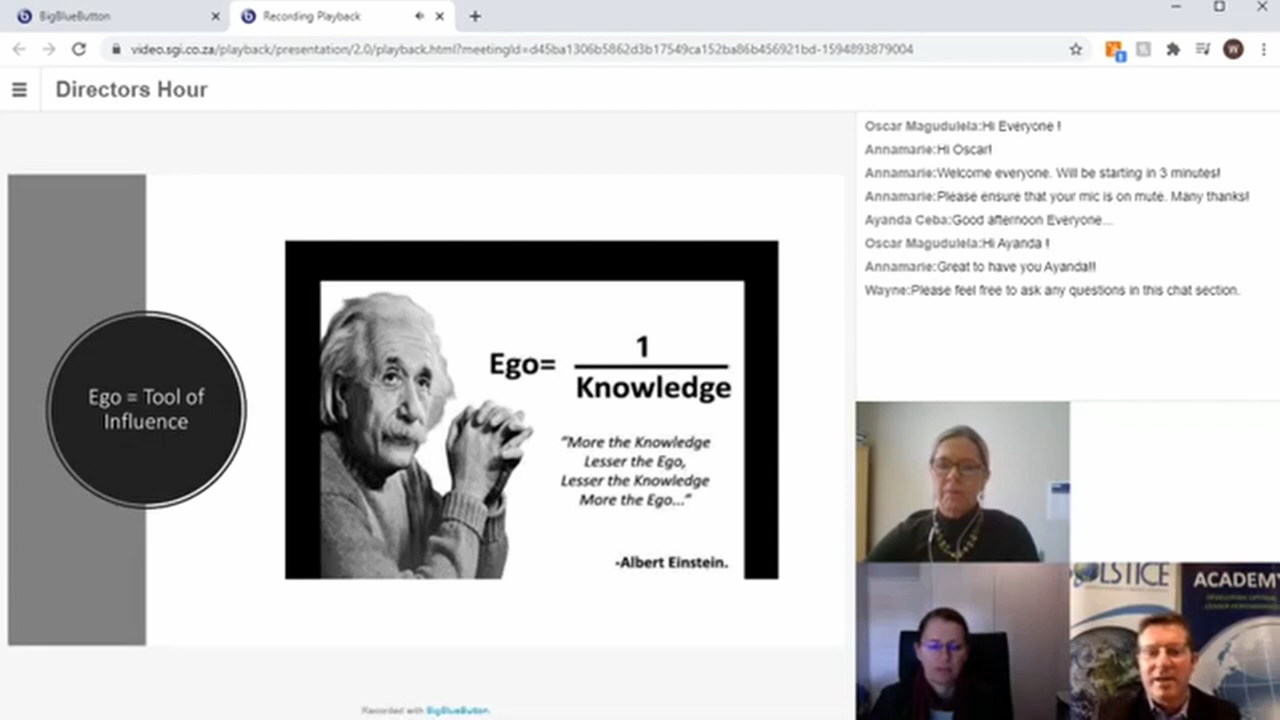 BigBlueButton
Recording Playback
video.sgi.co.za/playback/presentation/2.0/playback.html?meetingId=d45ba1306b5862d3b17549ca152ba86b456921bd-1594893879004
W
Directors Hour
Oscar Magudulela:Hi Everyone !
Annamarie:Hi Oscar!
Annamarie:Welcome everyone. Will be starting in 3 minutes!
Annamarie:Please ensure that your mic is on mute. Many thanks!
Ayanda Ceba:Good afternoon Everyone...
Oscar Magudulela:Hi Ayanda !
Annamarie:Great to have you Ayanda!!
Wayne:Please feel free to ask any questions in this chat section.
Ego = Tool of
Influence
Ego= 1
Knowledge
“More the Knowledge
Lesser the Ego,
Lesser the Knowledge
More the Ego...”
-Albert Einstein.
OLSTICE
ACADEMY
Recorded with BigBlueButton.